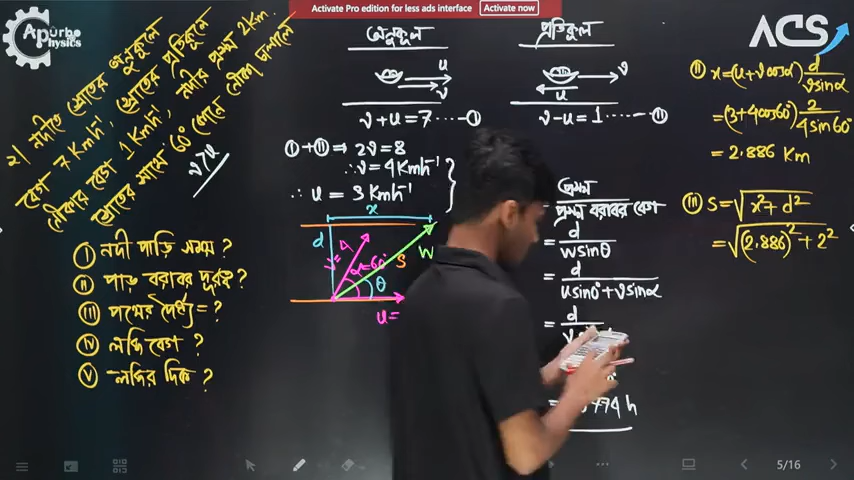 Activate Pro edition for less ads interface
Activate now
Apurbo
Physics
ACS
২) নদীতে স্রোতের অনুকূলে
বেগ 7 Kmh⁻¹, স্রোতের প্রতিকূলে
নৌকার বেগ 1 Kmh⁻¹, নদীর প্রস্থ 2Km.
স্রোতের সাথে 60° কোনে নৌকা চালালে
v>u
Ⓘ নদী পাড়ি সময় ?
Ⓘⓘ পাড় বরাবর দূরত্ব ?
Ⓘⓘⓘ পথের দৈর্ঘ্য = ?
Ⓘⓥ লব্ধি বেগ ?
Ⓥ লব্ধির দিক ?
অনুকূল
u
v
v+u = 7 ----- Ⓘ
প্রতিকূল
v
u
v-u = 1 ----- Ⓘⓘ
Ⓘ + Ⓘⓘ ⇒ 2v = 8
∴ v = 4 Kmh⁻¹
∴ u = 3 Kmh⁻¹
x
d
v = 4
α=60°
S
W
θ
u=
প্রস্থ
প্রস্থ বরাবর বেগ
= d / w sinθ
= d / u sin0° + v sinα
= d
774 h
Ⓘⓘ x = (u + v cosα) d / v sinα
= (3+4cos60°) 2 / 4 sin60°
= 2.886 Km
Ⓘⓘⓘ S = √(x² + d²)
= √((2.886)² + 2²)
5/16